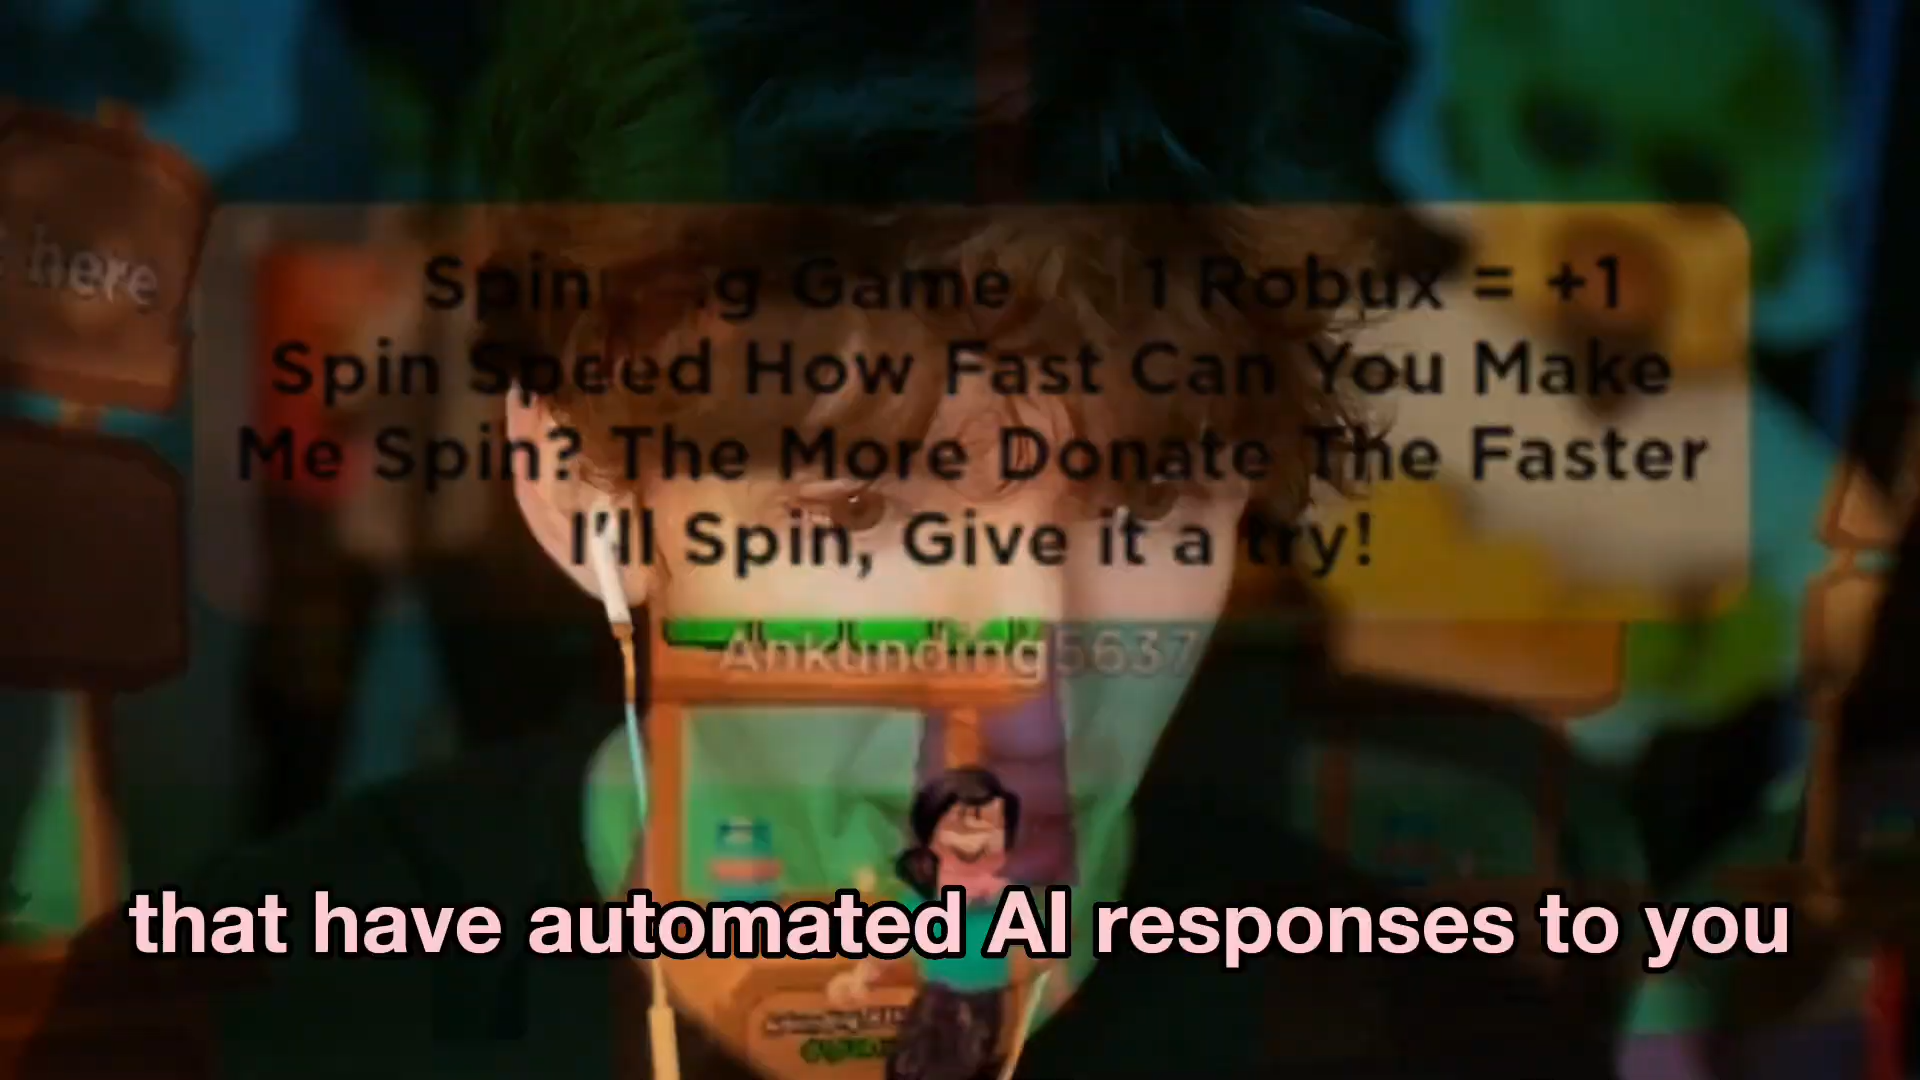 here
Spin g Game 1 Robux = +1
Spin Speed How Fast Can You Make
Me Spin? The More Donate The Faster
I'll Spin, Give it a try!
Ankunding5637
that have automated AI responses to you